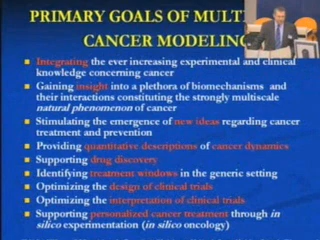 PRIMARY GOALS OF
CANCER MODELING
Integrating the ever increasing experimental and clinical
knowledge concerning cancer
Gaining insight into a plethora of biomechanisms and
their interactions constituting the strongly multiscale
natural phenomenon of cancer
Stimulating the emergence of new ideas regarding cancer
treatment and prevention
Providing quantitative descriptions of cancer dynamics
Supporting drug discovery
Identifying treatment windows in the generic setting
Optimizing the design of clinical trials
Optimizing the interpretation of clinical trials
Supporting personalized cancer treatment through in
silico experimentation (in silico oncology)